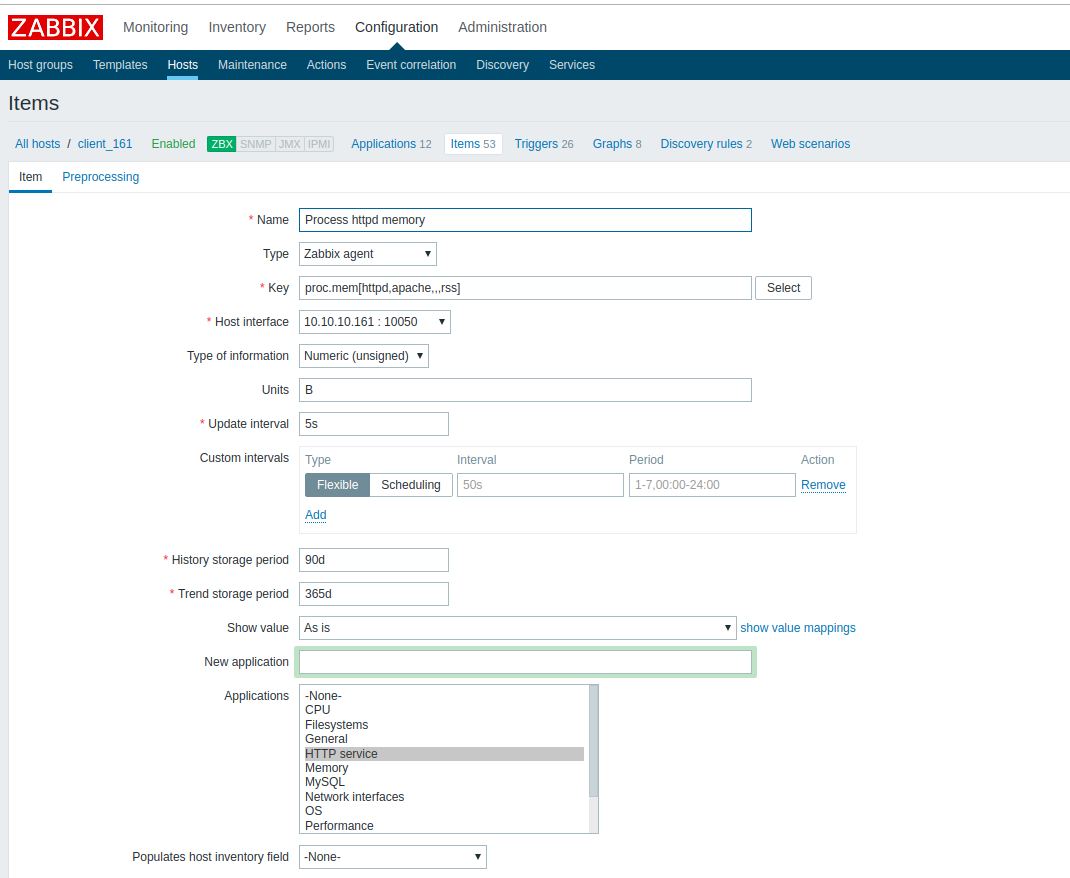 ZABBIX Monitoring Inventory Reports Configuration Administration
Host groups Templates Hosts Maintenance Actions Event correlation Discovery Services
Items
All hosts / client_161 Enabled ZBX SNMP JMX IPMI Applications 12 Items 53 Triggers 26 Graphs 8 Discovery rules 2 Web scenarios
Item Preprocessing
* Name Process httpd memory
Type Zabbix agent
* Key proc.mem[httpd,apache,,,rss] Select
* Host interface 10.10.10.161 : 10050
Type of information Numeric (unsigned)
Units B
* Update interval 5s
Custom intervals Type Interval Period Action
Flexible Scheduling 50s 1-7,00:00-24:00 Remove
Add
* History storage period 90d
* Trend storage period 365d
Show value As is show value mappings
New application
Applications -None-
CPU
Filesystems
General
HTTP service
Memory
MySQL
Network interfaces
OS
Performance
Populates host inventory field -None-